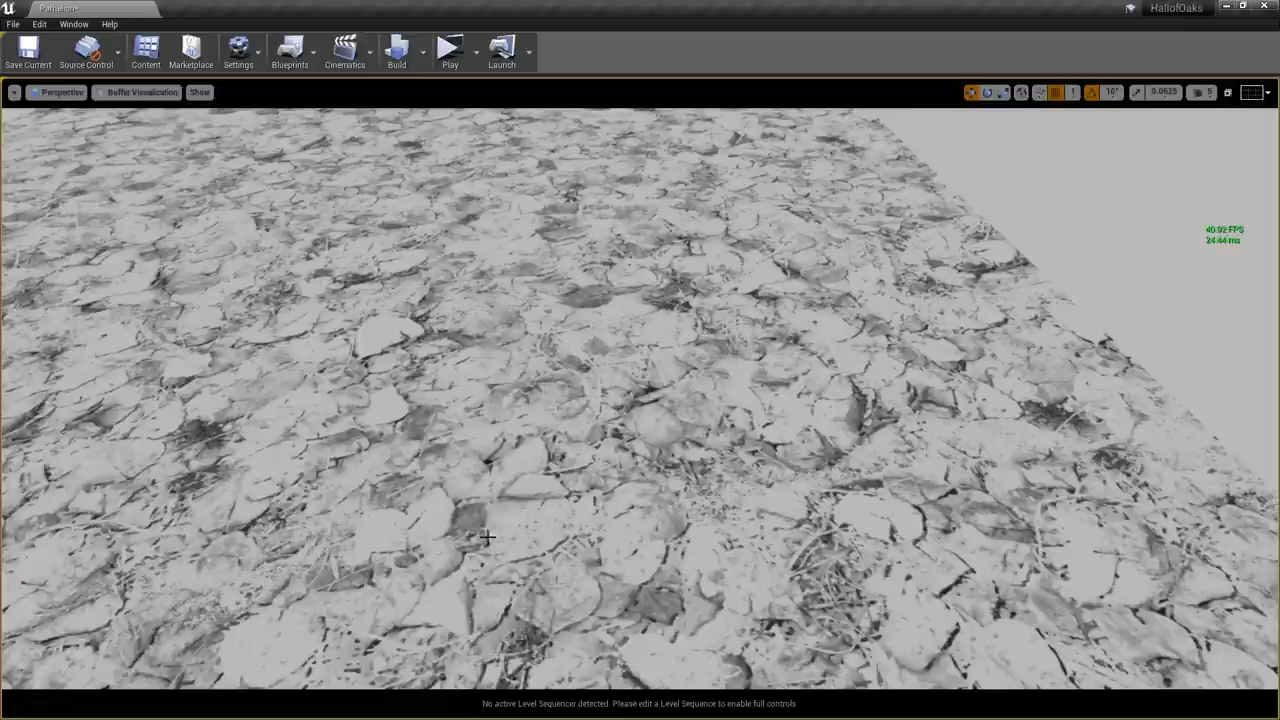 Parhelion*
HallofOaks
File Edit Window Help
Save Current Source Control Content Marketplace Settings Blueprints Cinematics Build Play Launch
Perspective Buffer Visualization Show
10° 0.0625 5
40.92 FPS
24.44 ms
No active Level Sequencer detected. Please edit a Level Sequence to enable full controls